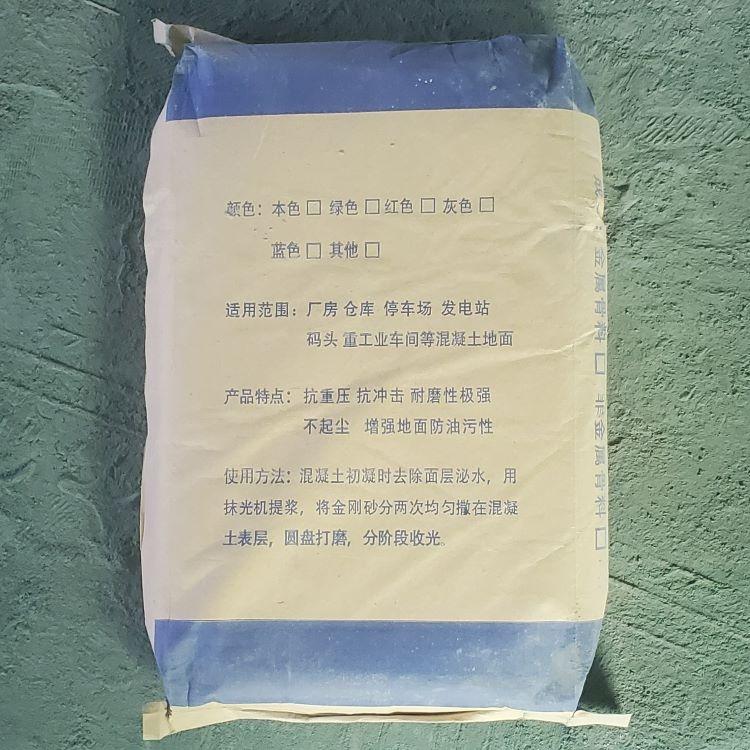 颜色：本色□ 绿色□ 红色□ 灰色□
蓝色□ 其他□
适用范围：厂房 仓库 停车场 发电站
码头 重工业车间等混凝土地面
产品特点：抗重压 抗冲击 耐磨性极强
不起尘 增强地面防油污性
使用方法：混凝土初凝时去除面层泌水，用
抹光机提浆，将金刚砂分两次均匀撒在混凝
土表层，圆盘打磨，分阶段收光。
金属骨料□ 非金属骨料□